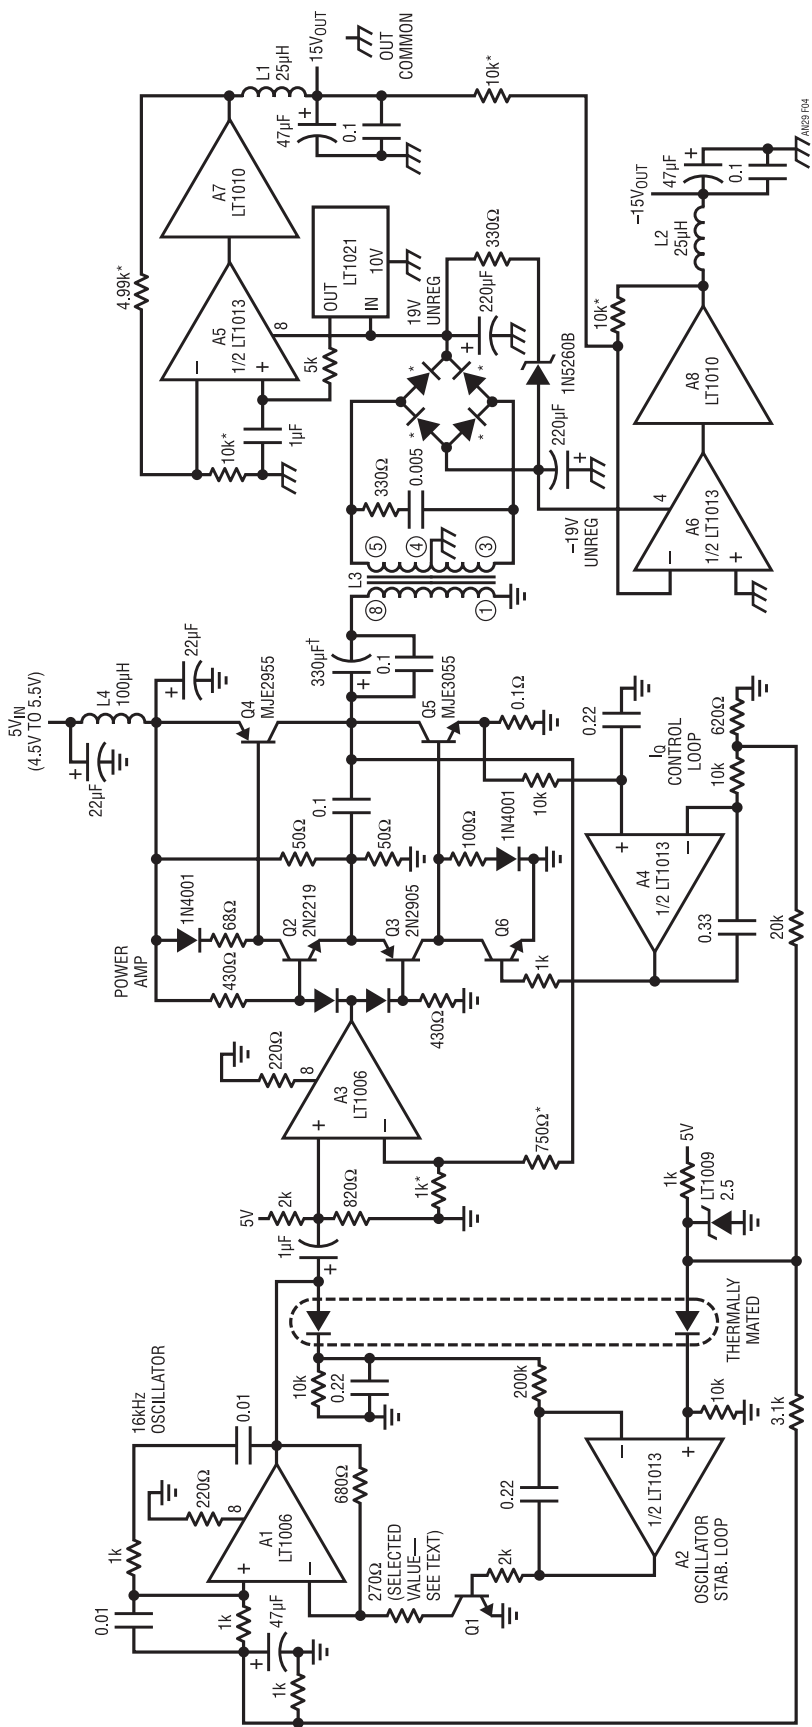 16kHz
OSCILLATOR
0.01
1k
0.01
220Ω
8
A1
LT1006
+
–
1k
+
47µF
1k
680Ω
270Ω
(SELECTED
VALUE—
SEE TEXT)
Q1
2k
0.22
200k
10k
0.22
A2
OSCILLATOR
STAB. LOOP
1/2 LT1013
–
+
10k
3.1k
THERMALLY
MATED
LT1009
2.5
1k
5V
20k
5V
2k
1µF
+
820Ω
1k*
750Ω*
A3
LT1006
+
–
8
220Ω
POWER
AMP
1N4001
68Ω
430Ω
Q2
2N2219
Q3
2N2905
430Ω
Q6
1k
50Ω
50Ω
100Ω
1N4001
0.1
5VIN
(4.5V TO 5.5V)
L4
100µH
+
22µF
+
22µF
Q4
MJE2955
Q5
MJE3055
0.1Ω
10k
0.22
A4
1/2 LT1013
+
–
0.33
10k
620Ω
IQ
CONTROL
LOOP
330µF†
+
0.1
L3
8
1
5
4
3
330Ω
0.005
*
*
*
*
19V
UNREG
+
220µF
330Ω
1N5260B
220µF
+
–19V
UNREG
10k*
1µF
5k
4.99k*
A5
1/2 LT1013
–
+
8
OUT
LT1021
10V
IN
A7
LT1010
L1
25µH
15VOUT
47µF
+
0.1
OUT
COMMON
10k*
10k*
A6
1/2 LT1013
–
+
4
A8
LT1010
L2
25µH
–15VOUT
47µF
+
0.1
AN29 F04